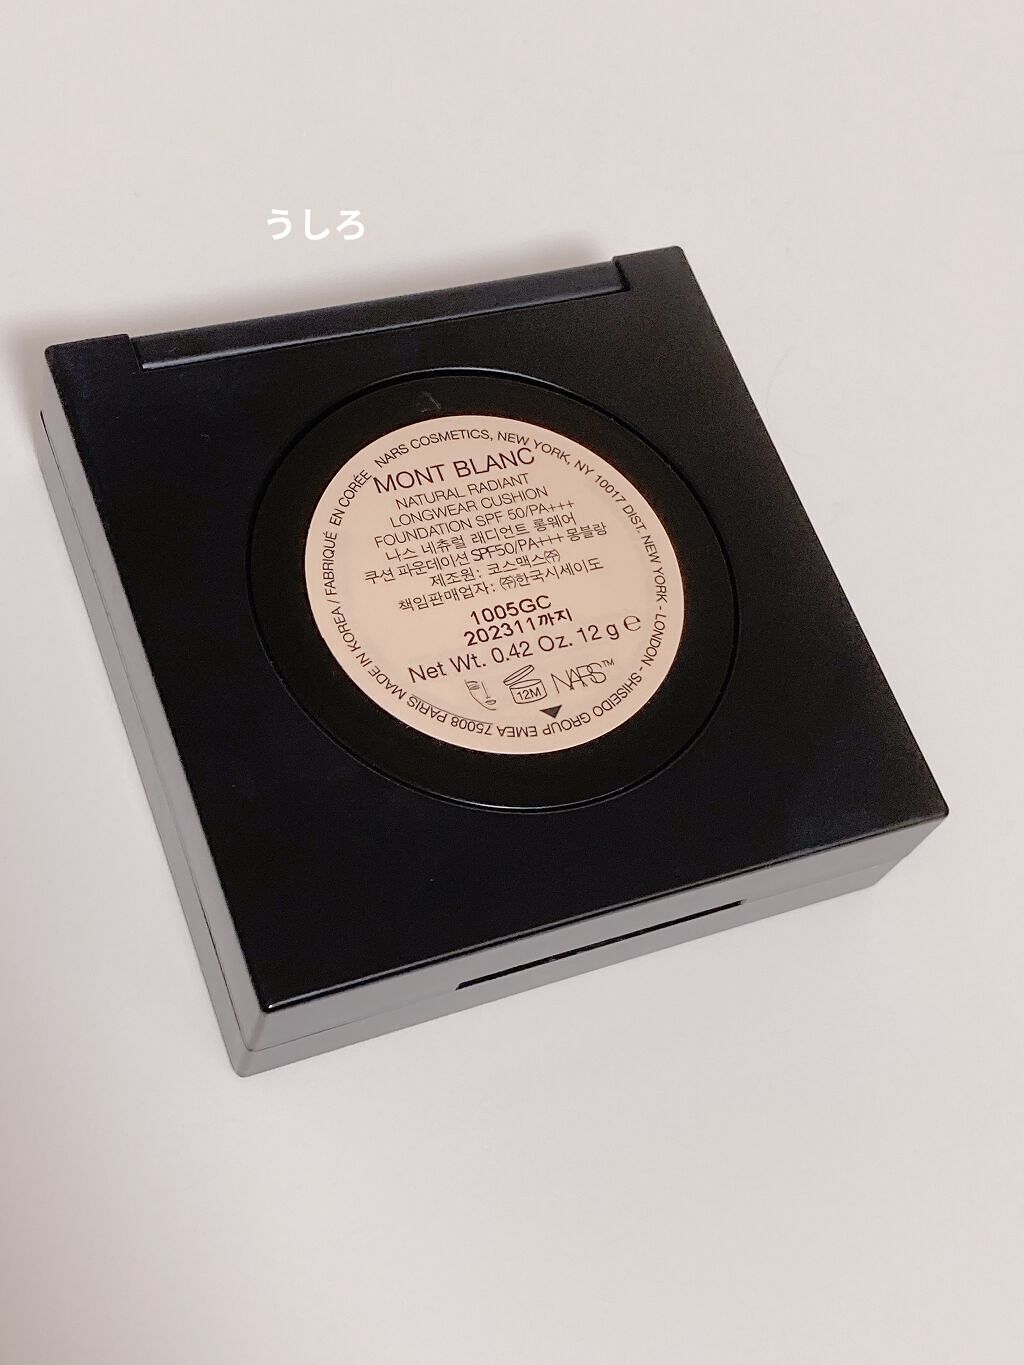 うしろ
NARS COSMETICS, NEW YORK, NY 10017 DIST. NEW YORK - LONDON - SHISEIDO GROUP EMEA 75008 PARIS MADE IN KOREA / FABRIQUÉ EN CORÉE
MONT BLANC
NATURAL RADIANT
LONGWEAR CUSHION
FOUNDATION SPF 50/PA+++
나스 네츄럴 래디언트 롱웨어
쿠션 파운데이션 SPF50/PA+++ 몽블랑
제조원: 코스맥스㈜
책임판매업자: ㈜한국시세이도
1005GC
202311까지
Net Wt. 0.42 Oz. 12 g ℮
12M NARS™